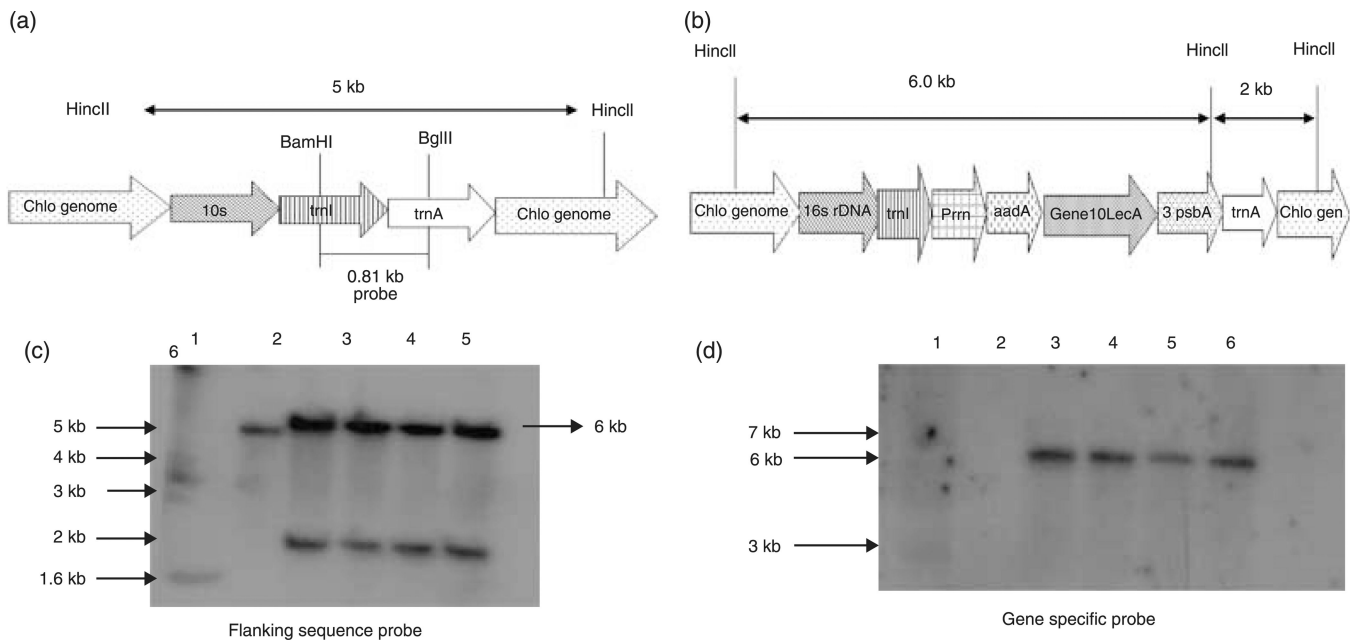 (a)
5 kb
HincII
HincII
BamHI
BglII
Chlo genome
10s
trnI
trnA
Chlo genome
0.81 kb
probe
(b)
HincII
HincII
HincII
6.0 kb
2 kb
Chlo genome
16s rDNA
trnI
Prrn
aadA
Gene10LecA
3 psbA
trnA
Chlo gen
(c)
6
1
2
3
4
5
5 kb
4 kb
3 kb
2 kb
1.6 kb
6 kb
Flanking sequence probe
(d)
1
2
3
4
5
6
7 kb
6 kb
3 kb
Gene specific probe